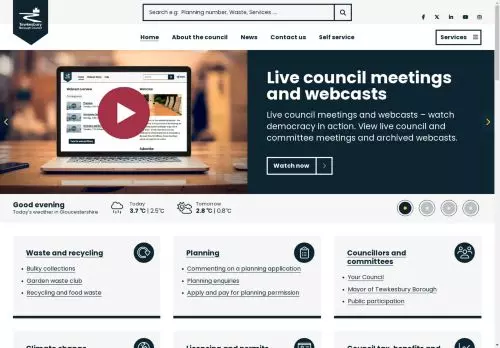 Tewkesbury
Borough Council
Search e.g. Planning number, Waste, Services ...
Home
About the council
News
Contact us
Self service
Services
Live council meetings
and webcasts
Live council meetings and webcasts – watch
democracy in action. View live council and
committee meetings and archived webcasts.
Watch now
Good evening
Today's weather in Gloucestershire
Today
3.7 °C | 2.5°C
Tomorrow
2.8 °C | 0.8°C
Waste and recycling
Bulky collections
Garden waste club
Recycling and food waste
Planning
Commenting on a planning application
Planning enquiries
Apply and pay for planning permission
Councillors and
committees
Your Council
Mayor of Tewkesbury Borough
Public participation
Climate change
Licensing and permits
Council tax, benefits and